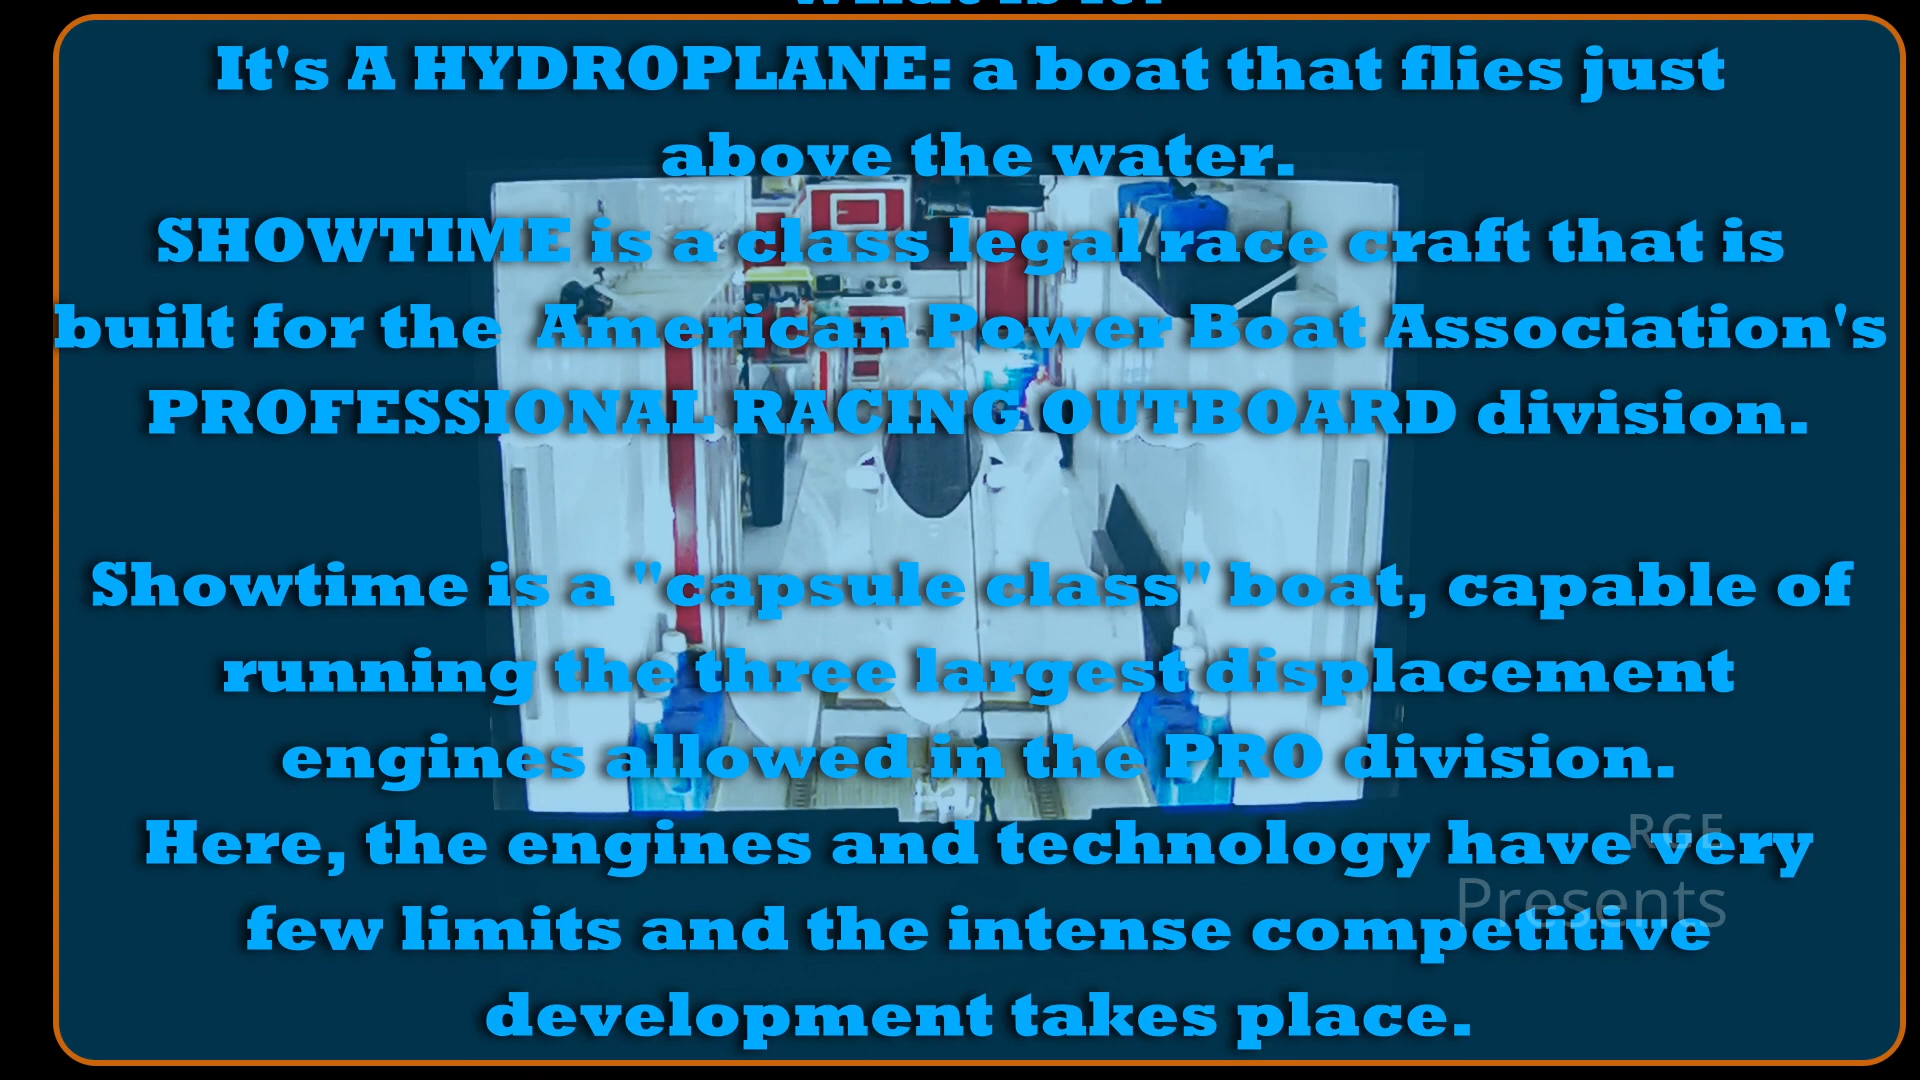 What is it?
It's A HYDROPLANE: a boat that flies just
above the water.
SHOWTIME is a class legal race craft that is
built for the  American Power Boat Association's
PROFESSIONAL RACING OUTBOARD division.
Showtime is a "capsule class" boat, capable of
running the three largest displacement
engines allowed in the PRO division.
Here, the engines and technology have very
few limits and the intense competitive
development takes place.
RGE
Presents